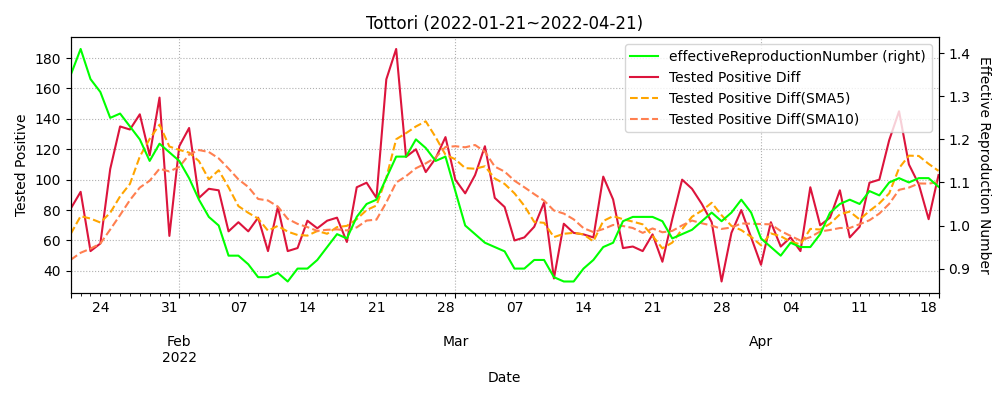 Tottori (2022-01-21~2022-04-21)
effectiveReproductionNumber (right)
Tested Positive Diff
Tested Positive Diff(SMA5)
Tested Positive Diff(SMA10)
Tested Positive
180
160
140
120
100
80
60
40
1.4
1.3
1.2
1.1
1.0
0.9
Effective Reproduction Number
24 31 07 14 21 28 07 14 21 28 04 11 18
Feb Mar Apr
2022
Date